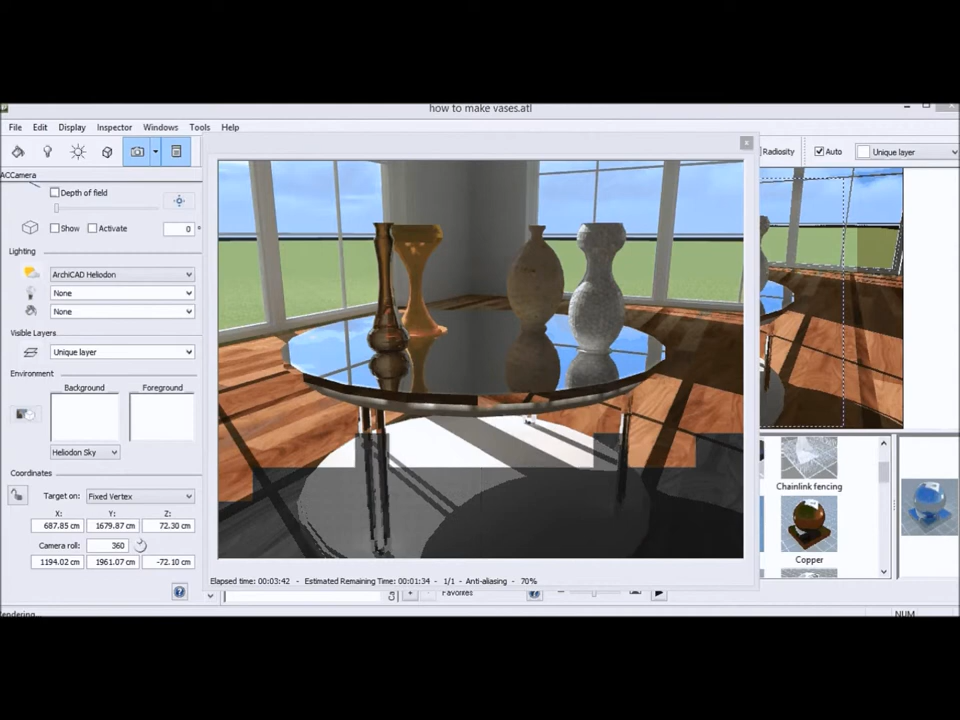 how to make vases.atl
File Edit Display Inspector Windows Tools Help
Radiosity Auto Unique layer
ACCamera
Depth of field
Show Activate 0 °
Lighting
ArchiCAD Heliodon
None
None
Visible Layers
Unique layer
Environment
Background Foreground
Heliodon Sky
Coordinates
Target on: Fixed Vertex
X: Y: Z:
687.85 cm 1679.87 cm 72.30 cm
Camera roll: 360
1194.02 cm 1961.07 cm -72.10 cm
Chainlink fencing
Copper
Elapsed time: 00:03:42 - Estimated Remaining Time: 00:01:34 - 1/1 - Anti-aliasing - 70%
Favorites
Rendering...
NUM